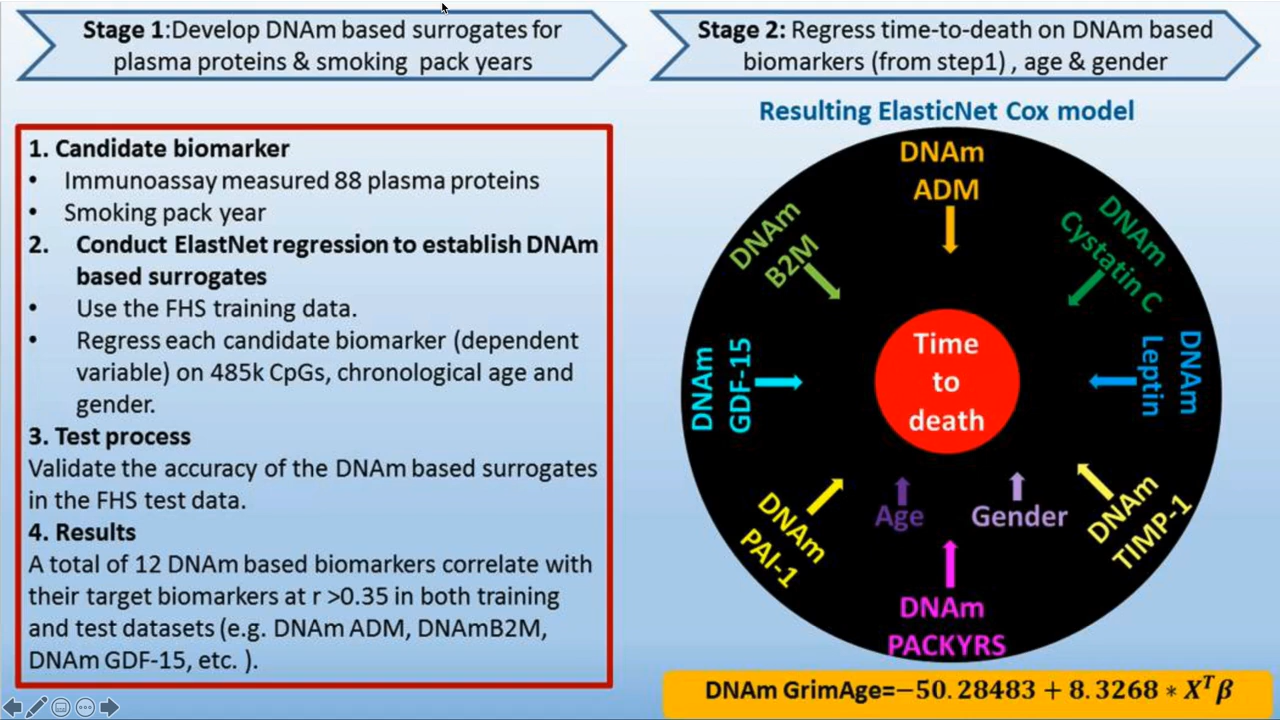 Stage 1:Develop DNAm based surrogates for
plasma proteins & smoking pack years
Stage 2: Regress time-to-death on DNAm based
biomarkers (from step1) , age & gender
1. Candidate biomarker
• Immunoassay measured 88 plasma proteins
• Smoking pack year
2. Conduct ElastNet regression to establish DNAm
based surrogates
• Use the FHS training data.
• Regress each candidate biomarker (dependent
variable) on 485k CpGs, chronological age and
gender.
3. Test process
Validate the accuracy of the DNAm based surrogates
in the FHS test data.
4. Results
A total of 12 DNAm based biomarkers correlate with
their target biomarkers at r >0.35 in both training
and test datasets (e.g. DNAm ADM, DNAmB2M,
DNAm GDF-15, etc. ).
Resulting ElasticNet Cox model
DNAm
ADM
DNAm
Cystatin C
DNAm
Leptin
DNAm
TIMP-1
Gender
DNAm
PACKYRS
Age
DNAm
PAI-1
DNAm
GDF-15
DNAm
B2M
Time
to
death
DNAm GrimAge=−50.28483 + 8.3268 ∗ X^T β